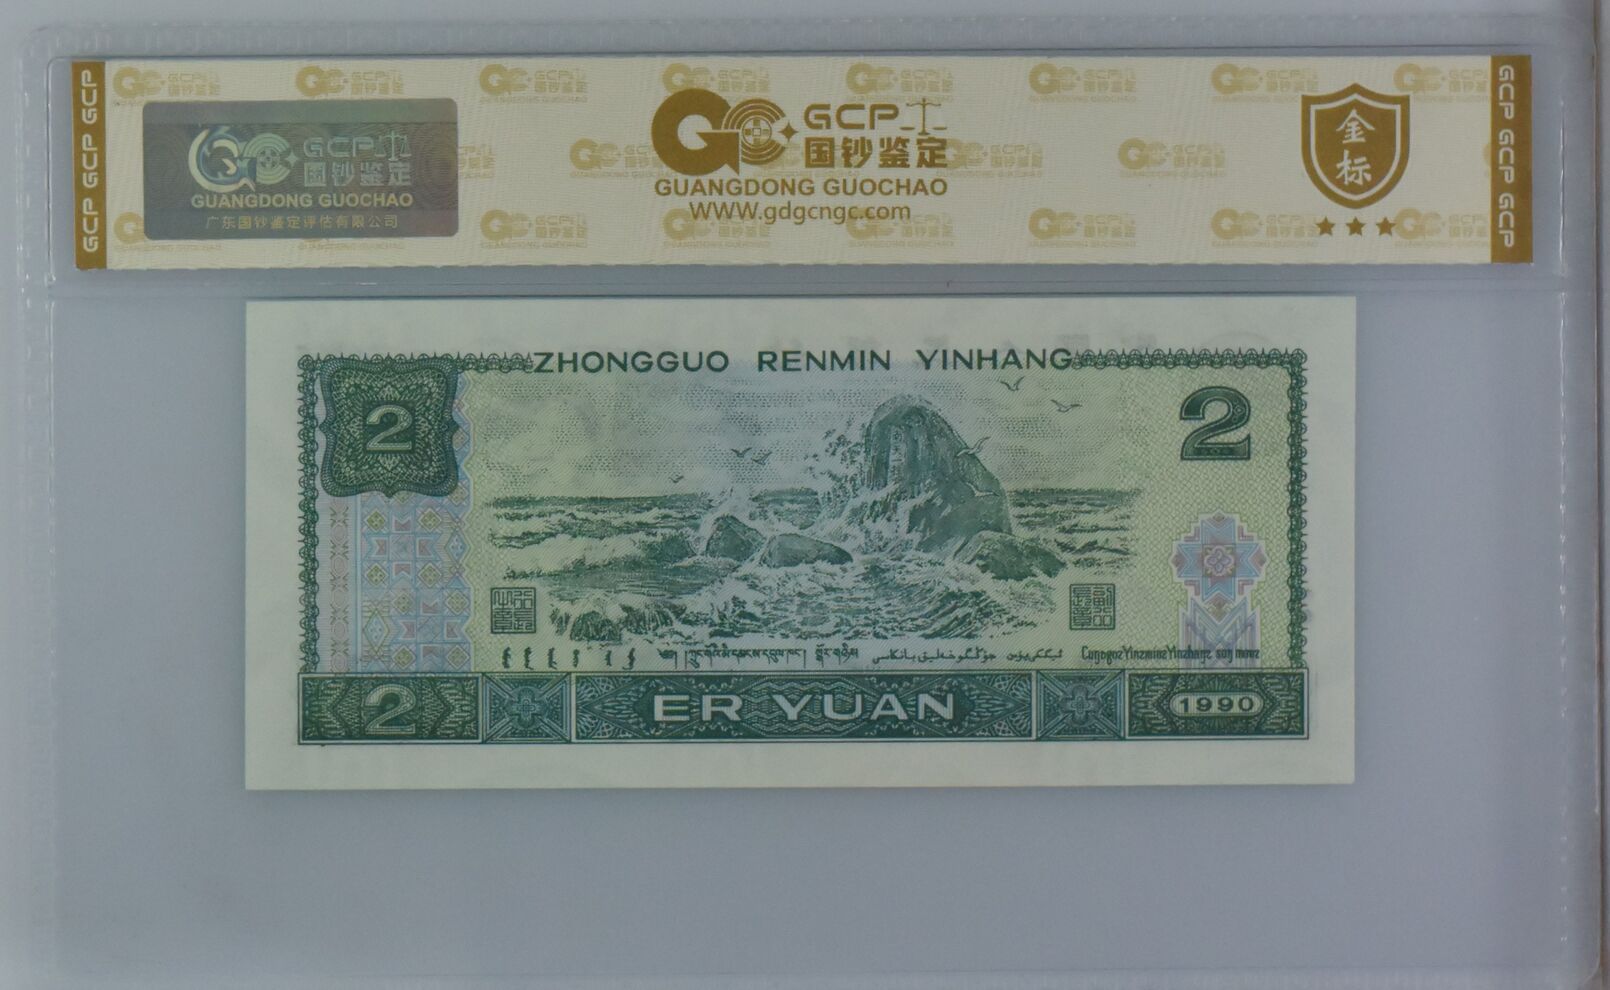 GCP GCP GCP
GCP
国钞鉴定
GUANGDONG GUOCHAO
广东国钞鉴定评估有限公司
GCP
国钞鉴定
GUANGDONG GUOCHAO
WWW.gdgcngc.com
金标
GCP GCP GCP
ZHONGGUO RENMIN YINHANG
2
2
2
ER YUAN
1990